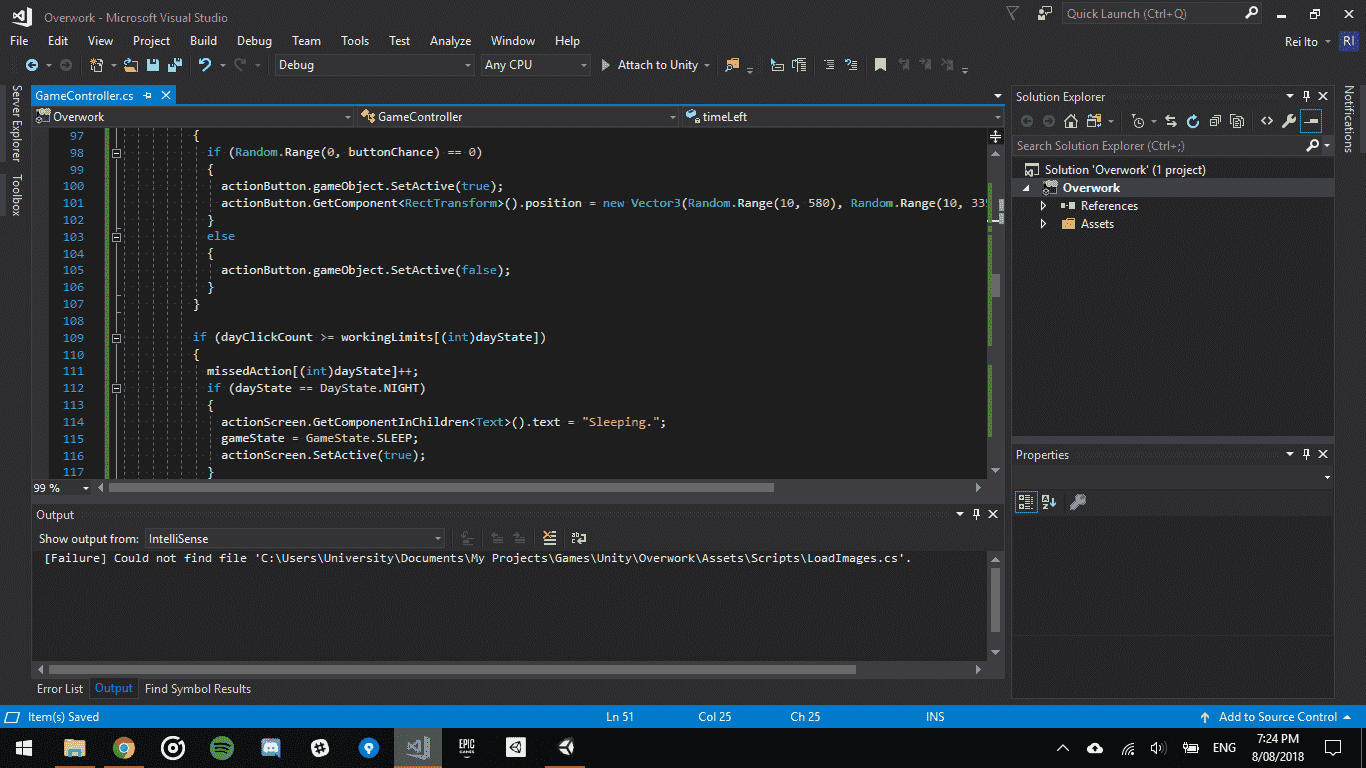 Overwork - Microsoft Visual Studio
Quick Launch (Ctrl+Q)
File Edit View Project Build Debug Team Tools Test Analyze Window Help
Rei Ito RI
Debug Any CPU Attach to Unity
Server Explorer
Toolbox
Notifications
GameController.cs
Overwork GameController timeLeft
97 {
98 if (Random.Range(0, buttonChance) == 0)
99 {
100 actionButton.gameObject.SetActive(true);
101 actionButton.GetComponent<RectTransform>().position = new Vector3(Random.Range(10, 580), Random.Range(10, 335
102 }
103 else
104 {
105 actionButton.gameObject.SetActive(false);
106 }
107 }
108
109 if (dayClickCount >= workingLimits[(int)dayState])
110 {
111 missedAction[(int)dayState]++;
112 if (dayState == DayState.NIGHT)
113 {
114 actionScreen.GetComponentInChildren<Text>().text = "Sleeping.";
115 gameState = GameState.SLEEP;
116 actionScreen.SetActive(true);
117 }
99 %
Solution Explorer
Search Solution Explorer (Ctrl+;)
Solution 'Overwork' (1 project)
Overwork
References
Assets
Properties
Output
Show output from: IntelliSense
[Failure] Could not find file 'C:\Users\University\Documents\My Projects\Games\Unity\Overwork\Assets\Scripts\LoadImages.cs'.
Error List Output Find Symbol Results
Item(s) Saved Ln 51 Col 25 Ch 25 INS Add to Source Control
EPIC GAMES
ENG
7:24 PM
8/08/2018